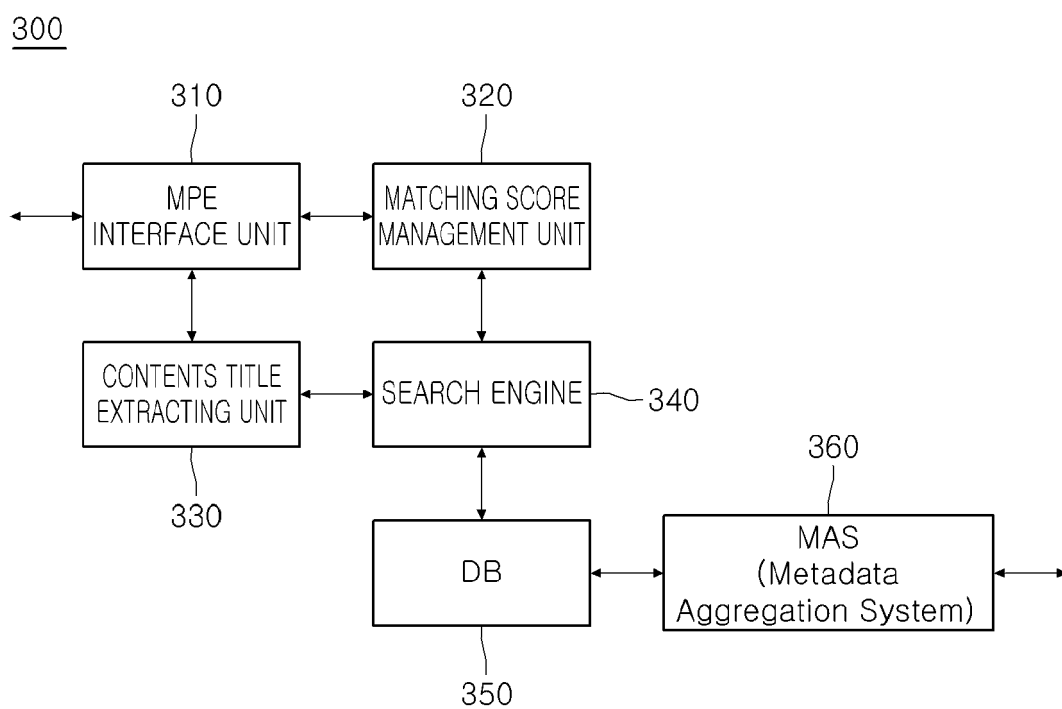 300
310
320
MPE
INTERFACE UNIT
MATCHING SCORE
MANAGEMENT UNIT
CONTENTS TITLE
EXTRACTING UNIT
SEARCH ENGINE
340
330
360
DB
MAS
(Metadata
Aggregation System)
350